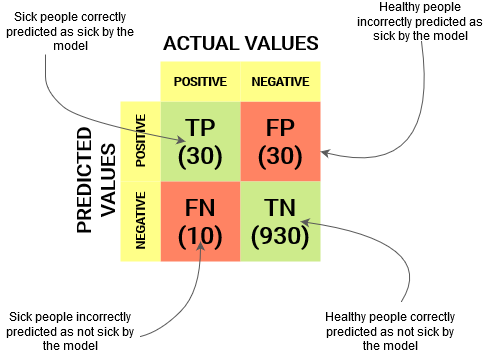 Sick people correctly
predicted as sick by the
model
Healthy people
incorrectly predicted as
sick by the model
ACTUAL VALUES
POSITIVE
NEGATIVE
PREDICTED
VALUES
POSITIVE
TP
(30)
FP
(30)
NEGATIVE
FN
(10)
TN
(930)
Sick people incorrectly
predicted as not sick by
the model
Healthy people correctly
predicted as not sick by
the model